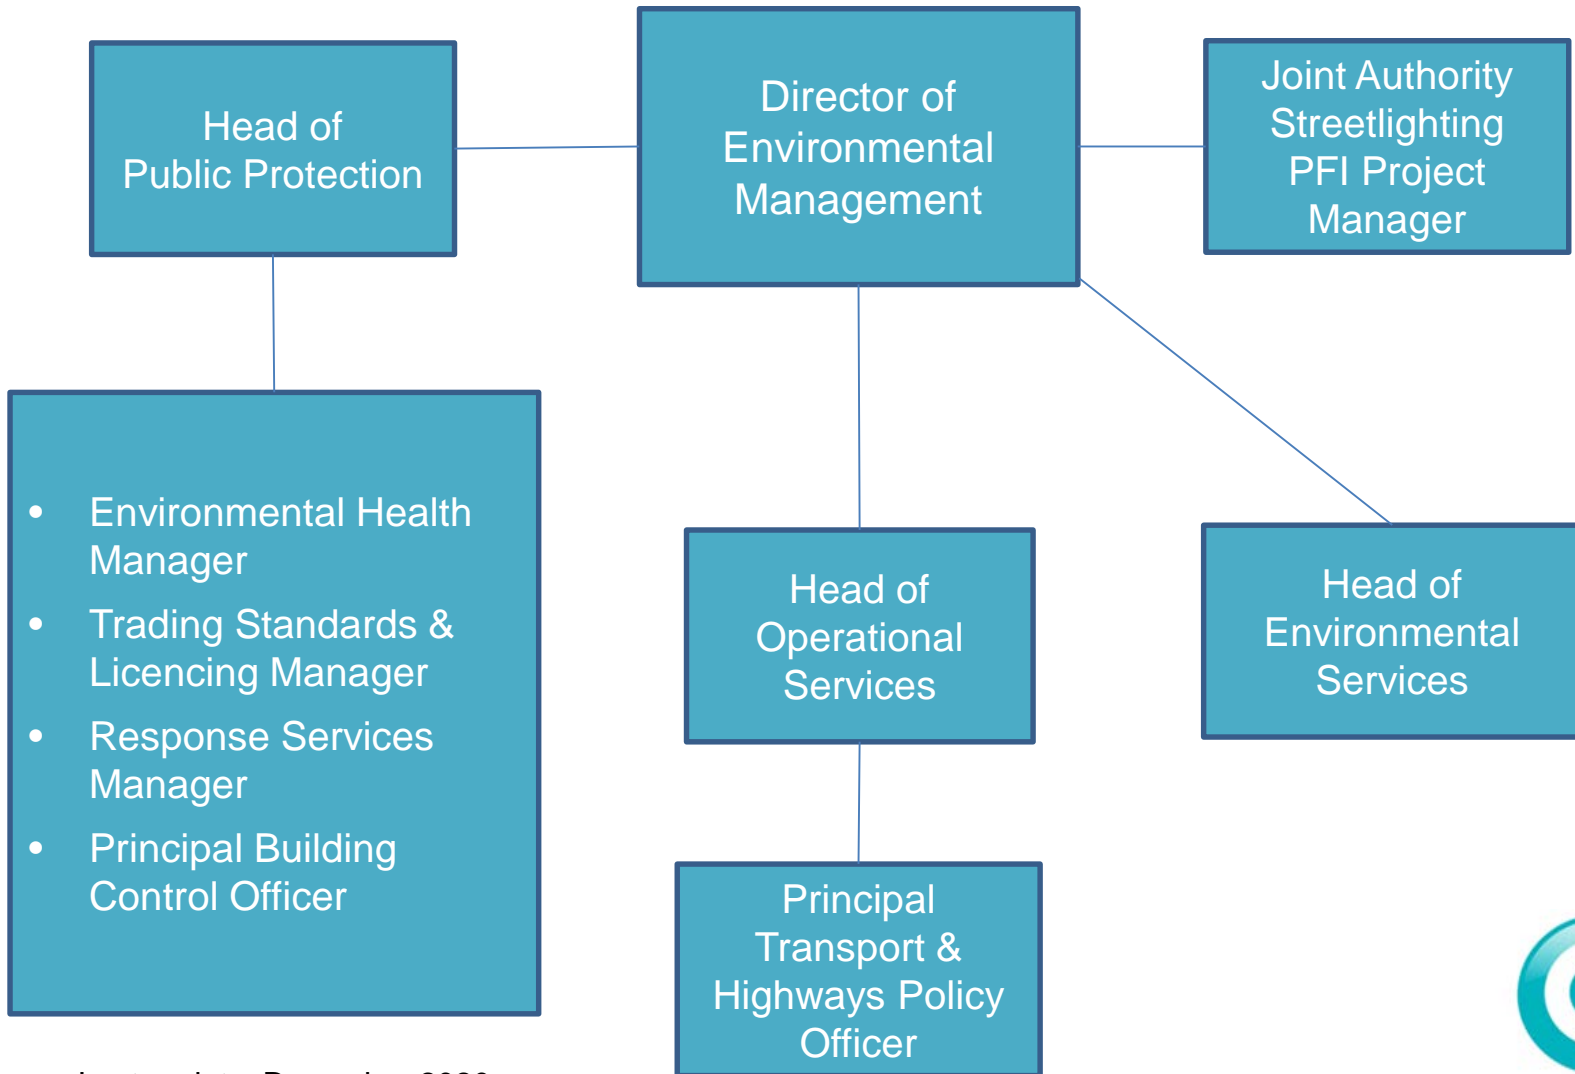 Head of
Public Protection
Director of
Environmental
Management
Joint Authority
Streetlighting
PFI Project
Manager
• Environmental Health
Manager
• Trading Standards &
Licencing Manager
• Response Services
Manager
• Principal Building
Control Officer
Head of
Operational
Services
Head of
Environmental
Services
Principal
Transport &
Highways Policy
Officer